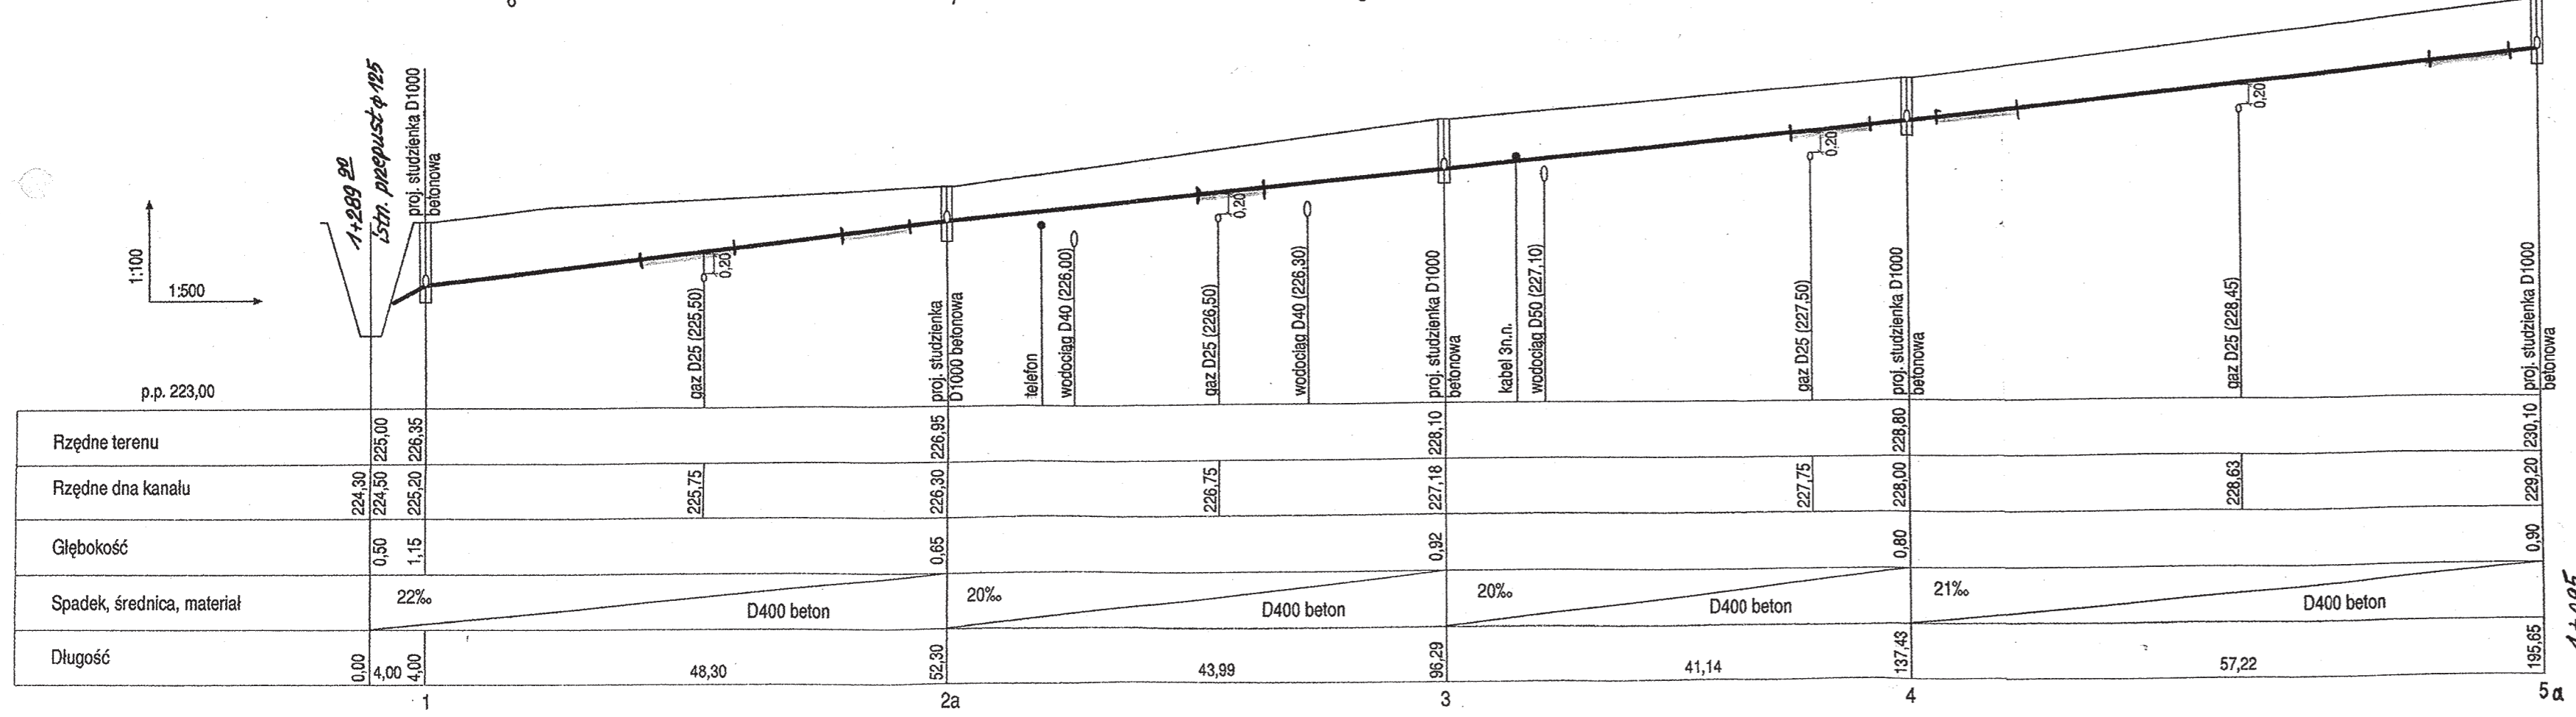 1+289 90
istn. przepust φ 125
proj. studzienka D1000
betonowa
1:100
1:500
0,20
0,20
0,20
0,20
gaz D25 (225,50)
proj. studzienka
D1000 betonowa
telefon
wodociąg D40 (226,00)
gaz D25 (226,50)
wodociąg D40 (226,30)
proj. studzienka D1000
betonowa
kabel 3n.n.
wodociąg D50 (227,10)
gaz D25 (227,50)
proj. studzienka D1000
betonowa
gaz D25 (228,45)
proj. studzienka D1000
betonowa
p.p. 223,00
Rzędne terenu 225,00 226,35 226,95 228,10 228,80 230,10
Rzędne dna kanału 224,30 224,50 225,20 225,75 226,30 226,75 227,18 227,75 228,00 228,63 229,20
Głębokość 0,50 1,15 0,65 0,92 0,80 0,90
Spadek, średnica, materiał 22‰ D400 beton 20‰ D400 beton 20‰ D400 beton 21‰ D400 beton
Długość 0,00 4,00 4,00 48,30 52,30 43,99 96,29 41,14 137,43 57,22 195,65
1 2a 3 4 5a